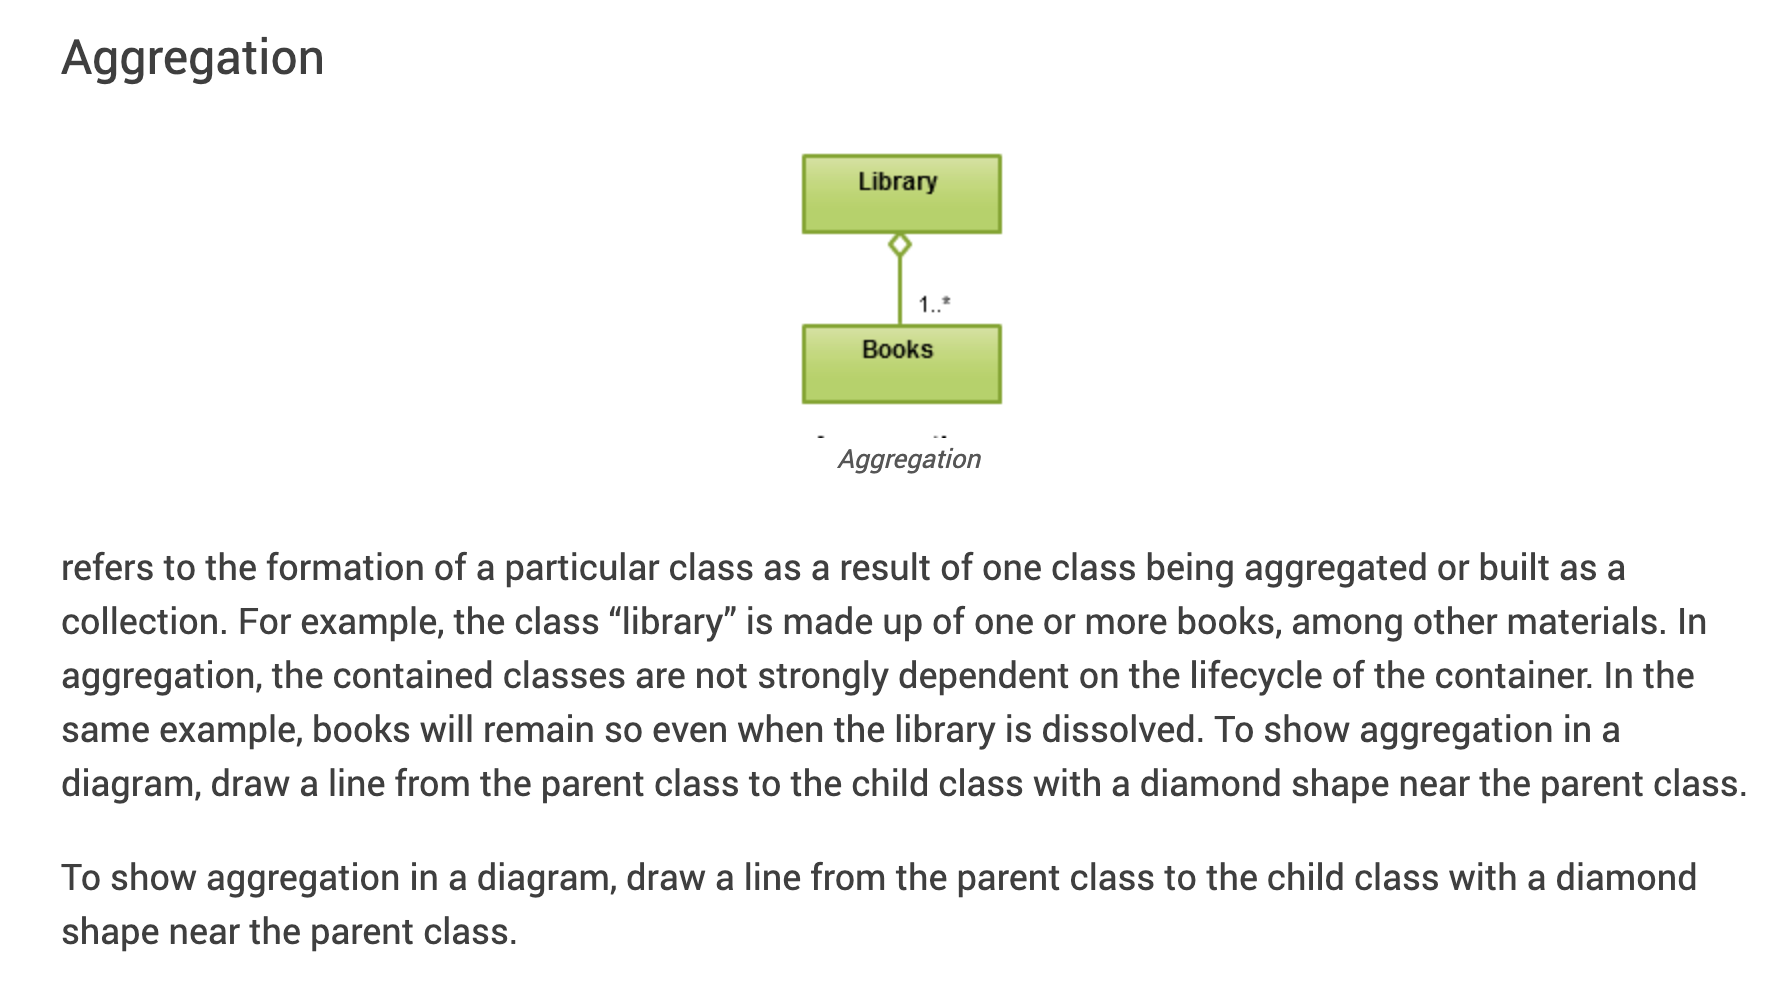 Aggregation
Library
1..*
Books
Aggregation
refers to the formation of a particular class as a result of one class being aggregated or built as a
collection. For example, the class “library” is made up of one or more books, among other materials. In
aggregation, the contained classes are not strongly dependent on the lifecycle of the container. In the
same example, books will remain so even when the library is dissolved. To show aggregation in a
diagram, draw a line from the parent class to the child class with a diamond shape near the parent class.
To show aggregation in a diagram, draw a line from the parent class to the child class with a diamond
shape near the parent class.